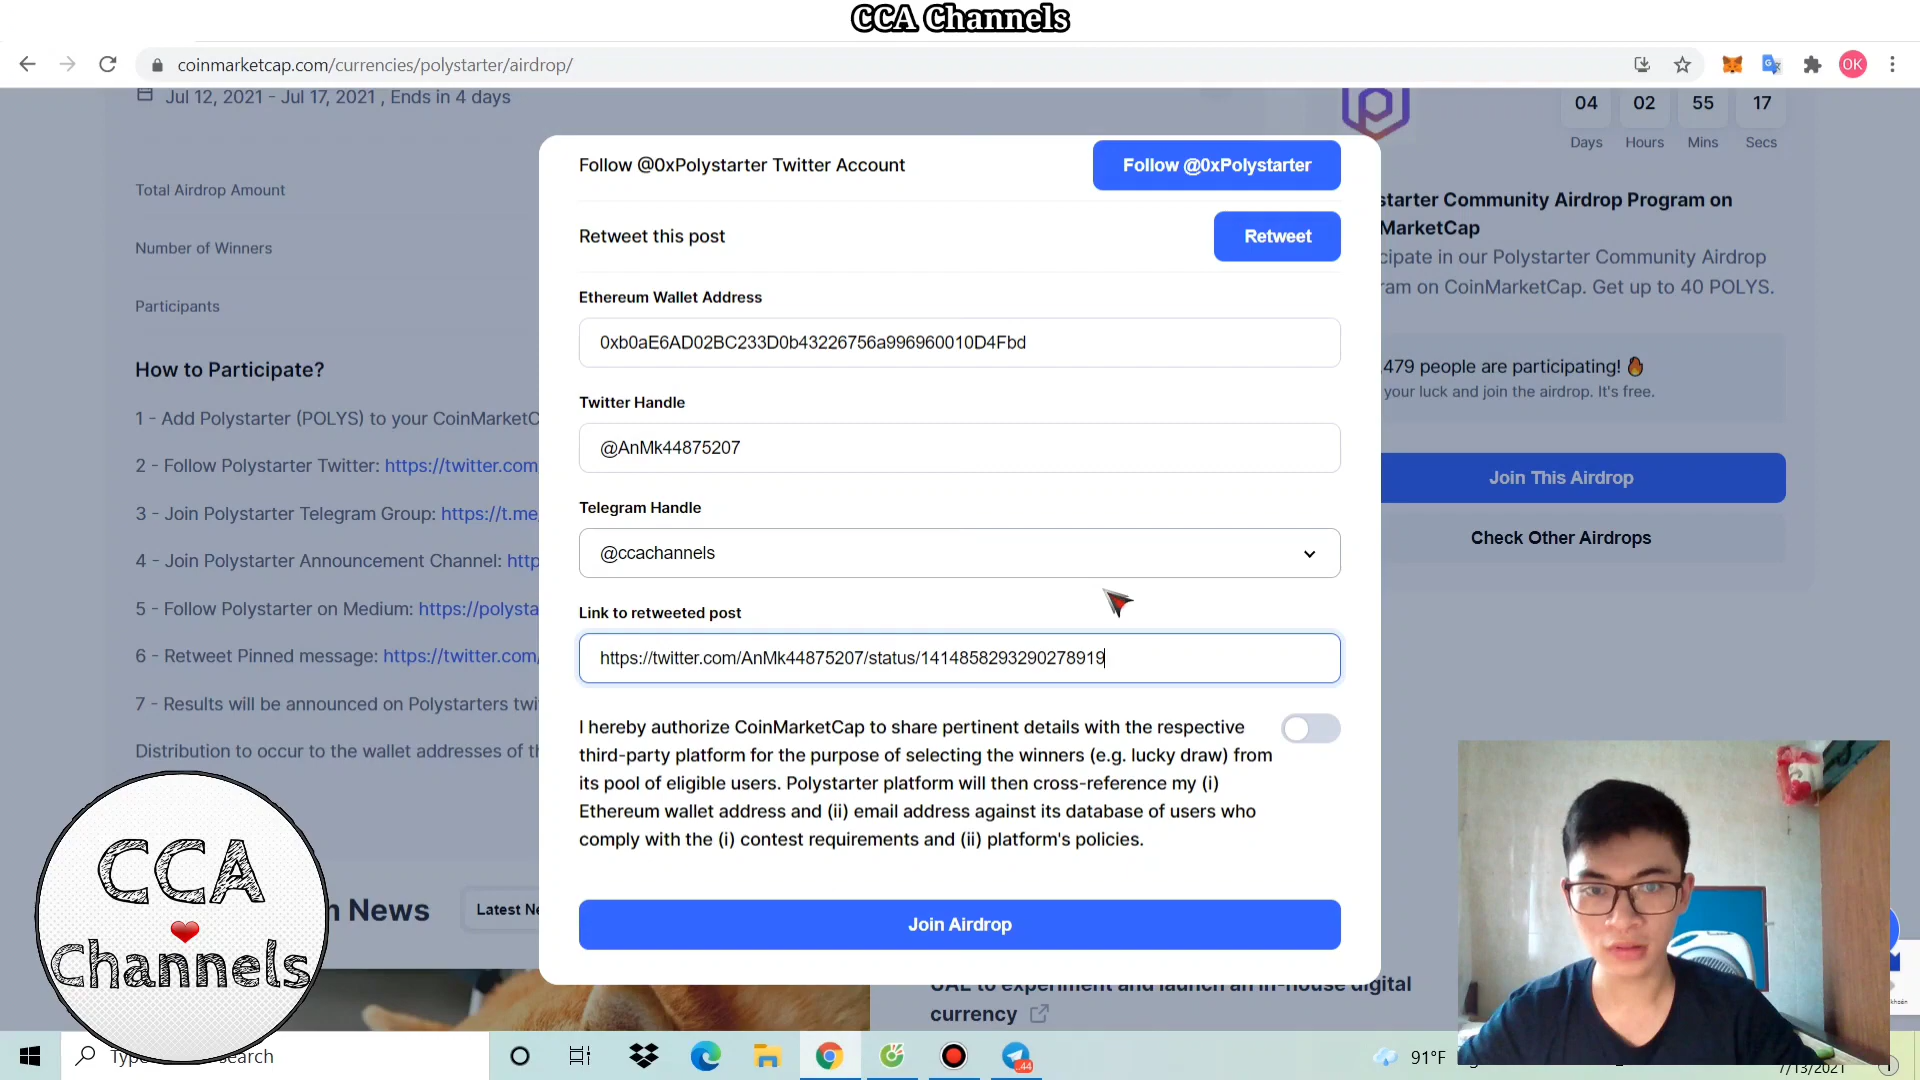 CCA Channels
coinmarketcap.com/currencies/polystarter/airdrop/
OK
Jul 12, 2021 - Jul 17, 2021 , Ends in 4 days
04 02 55 17
Days Hours Mins Secs
Total Airdrop Amount
Number of Winners
Participants
How to Participate?
1 - Add Polystarter (POLYS) to your CoinMarketC
2 - Follow Polystarter Twitter: https://twitter.com
3 - Join Polystarter Telegram Group: https://t.me/
4 - Join Polystarter Announcement Channel: http
5 - Follow Polystarter on Medium: https://polysta
6 - Retweet Pinned message: https://twitter.com/
7 - Results will be announced on Polystarters twi
Distribution to occur to the wallet addresses of th
Follow @0xPolystarter Twitter Account
Follow @0xPolystarter
Retweet this post
Retweet
Ethereum Wallet Address
0xb0aE6AD02BC233D0b43226756a996960010D4Fbd
Twitter Handle
@AnMk44875207
Telegram Handle
@ccachannels
Link to retweeted post
https://twitter.com/AnMk44875207/status/1414858293290278919
I hereby authorize CoinMarketCap to share pertinent details with the respective
third-party platform for the purpose of selecting the winners (e.g. lucky draw) from
its pool of eligible users. Polystarter platform will then cross-reference my (i)
Ethereum wallet address and (ii) email address against its database of users who
comply with the (i) contest requirements and (ii) platform's policies.
Join Airdrop
starter Community Airdrop Program on
MarketCap
cipate in our Polystarter Community Airdrop
ram on CoinMarketCap. Get up to 40 POLYS.
,479 people are participating!
your luck and join the airdrop. It's free.
Join This Airdrop
Check Other Airdrops
CCA
Channels
n News
Latest Ne
UAE to experiment and launch an in-house digital
currency
Type search
44
91°F
7/13/2021
1